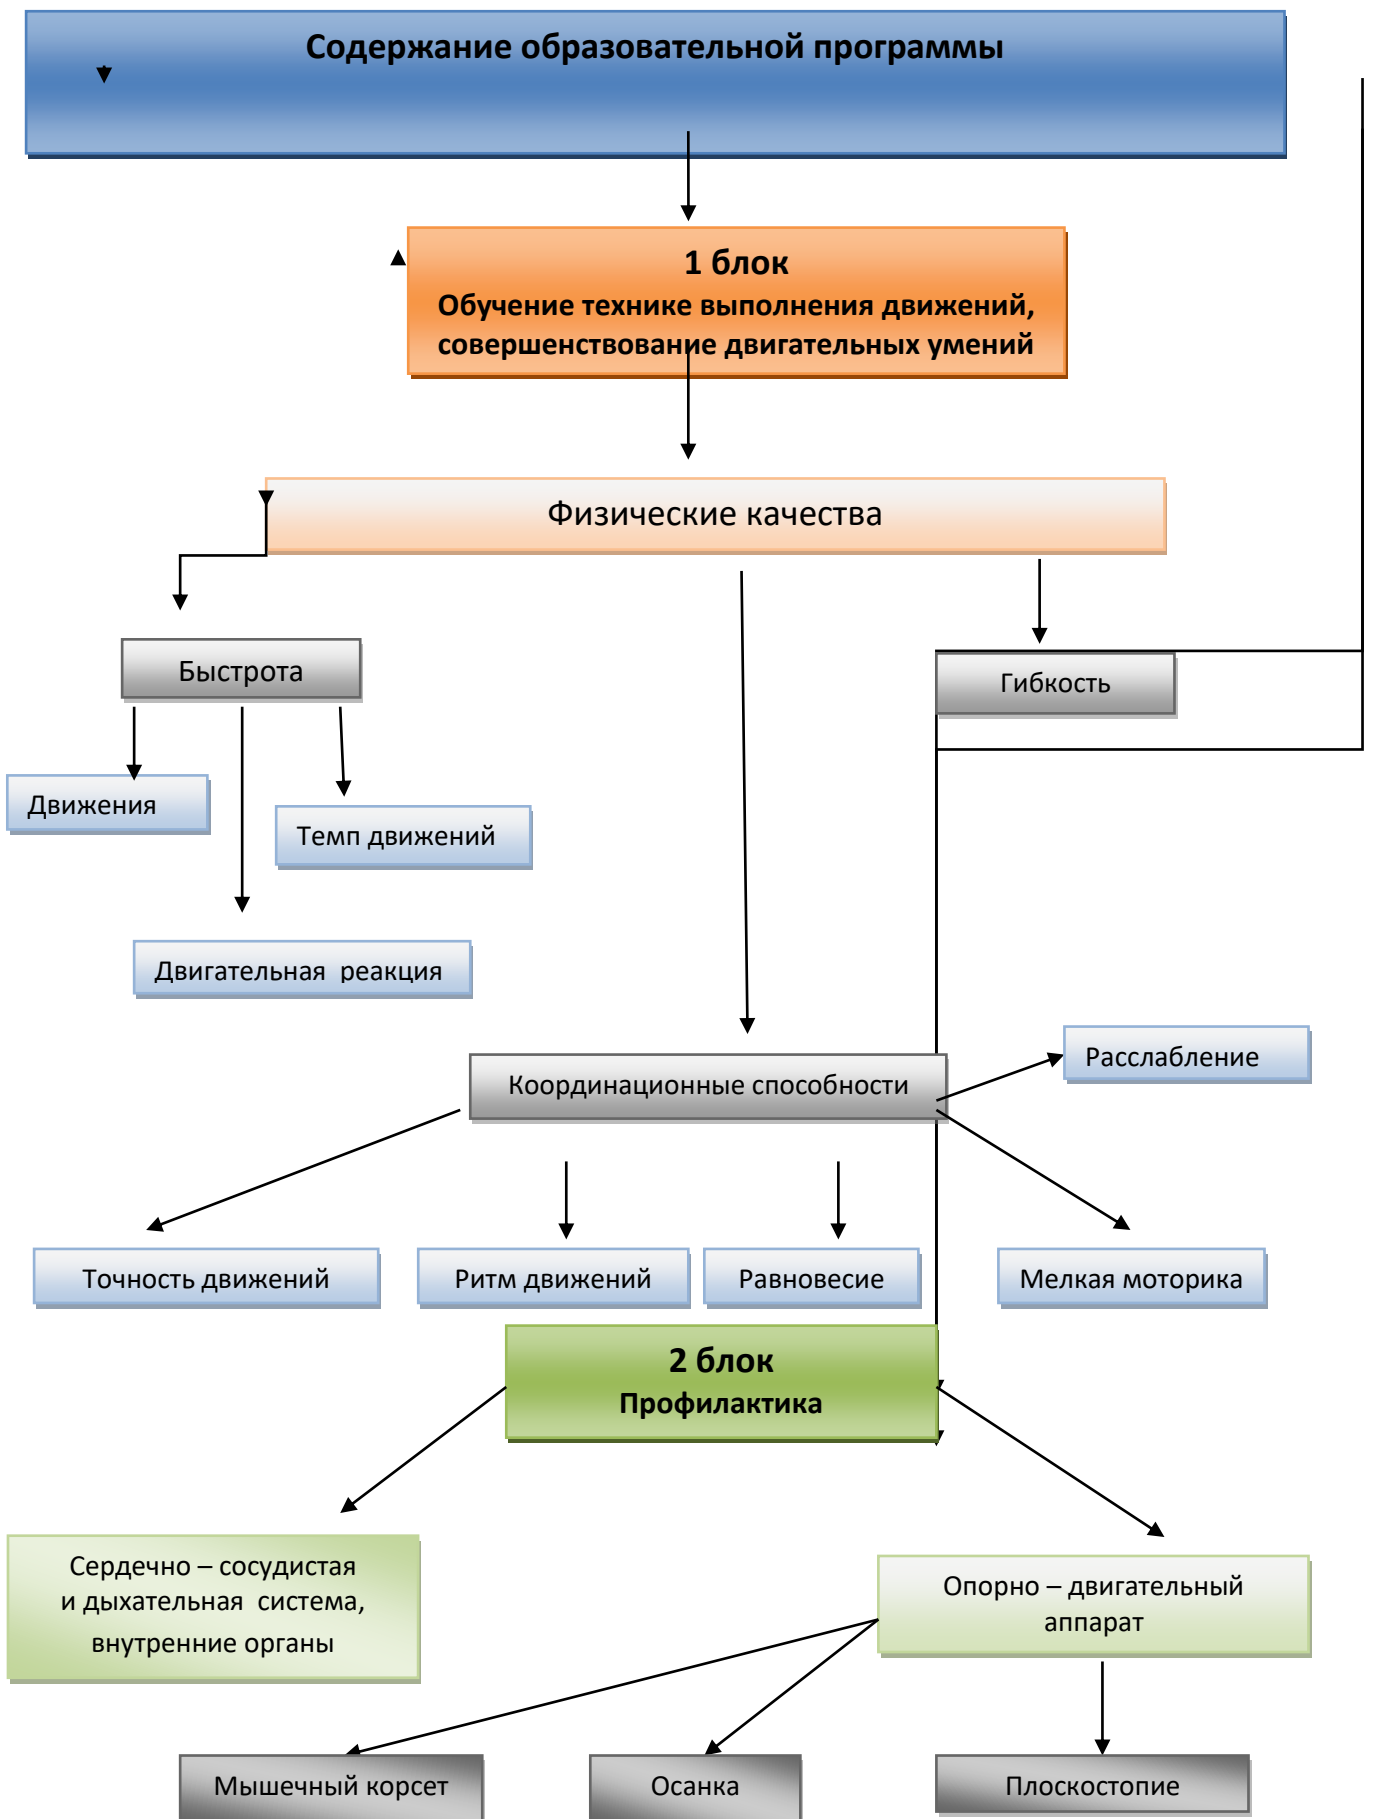 Содержание образовательной программы
1 блок
Обучение технике выполнения движений,
совершенствование двигательных умений
Физические качества
Быстрота
Гибкость
Движения
Темп движений
Двигательная реакция
Расслабление
Координационные способности
Точность движений
Ритм движений
Равновесие
Мелкая моторика
2 блок
Профилактика
Сердечно – сосудистая
и дыхательная система,
внутренние органы
Опорно – двигательный
аппарат
Мышечный корсет
Осанка
Плоскостопие